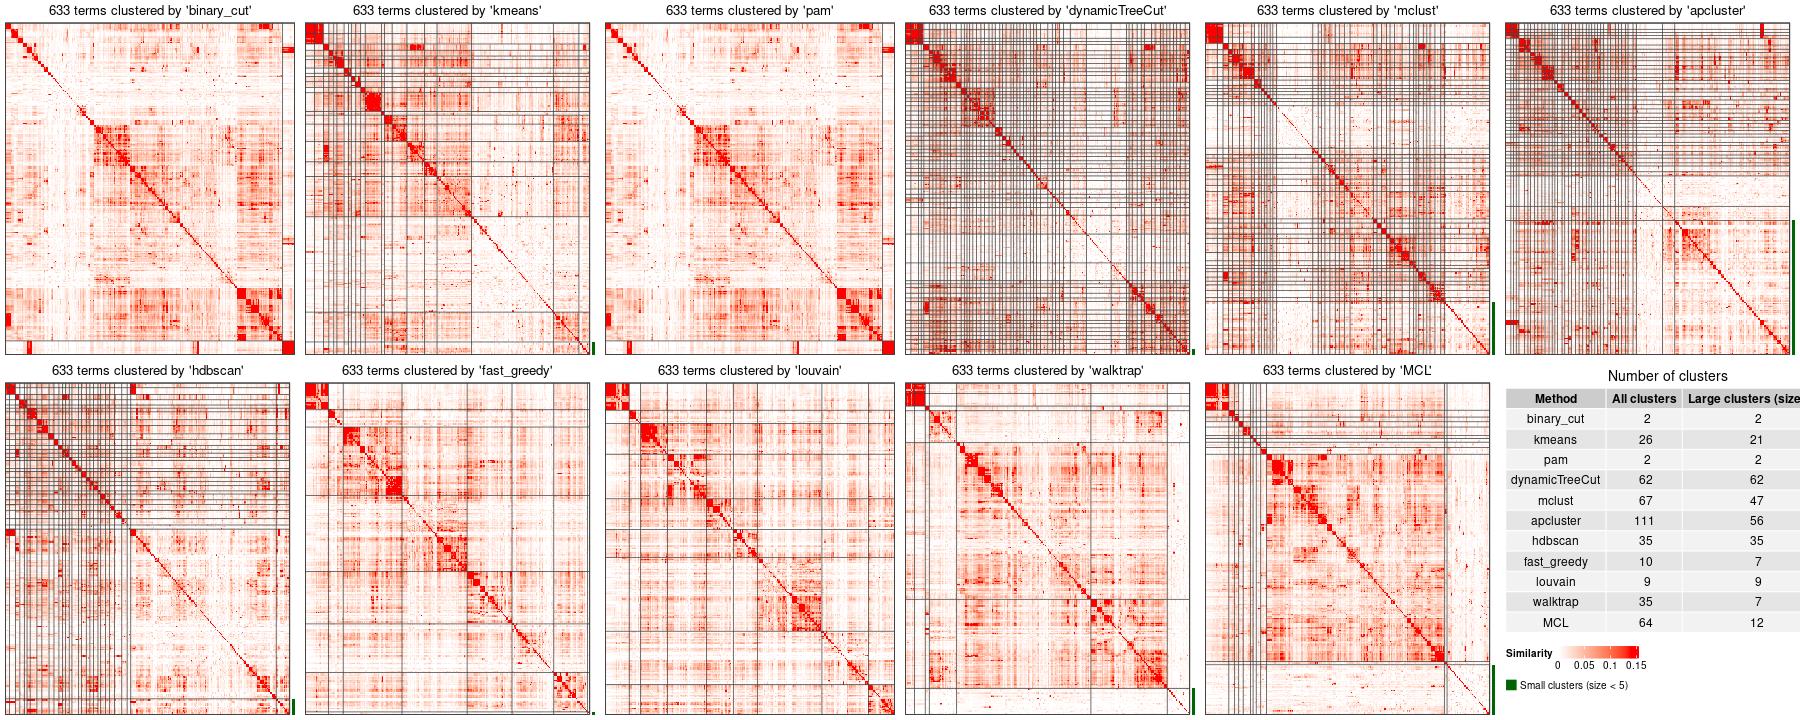 633 terms clustered by 'binary_cut'
633 terms clustered by 'kmeans'
633 terms clustered by 'pam'
633 terms clustered by 'dynamicTreeCut'
633 terms clustered by 'mclust'
633 terms clustered by 'apcluster'
633 terms clustered by 'hdbscan'
633 terms clustered by 'fast_greedy'
633 terms clustered by 'louvain'
633 terms clustered by 'walktrap'
633 terms clustered by 'MCL'
Number of clusters
Method All clusters Large clusters (size
binary_cut 2 2
kmeans 26 21
pam 2 2
dynamicTreeCut 62 62
mclust 67 47
apcluster 111 56
hdbscan 35 35
fast_greedy 10 7
louvain 9 9
walktrap 35 7
MCL 64 12
Similarity
0 0.05 0.1 0.15
Small clusters (size < 5)